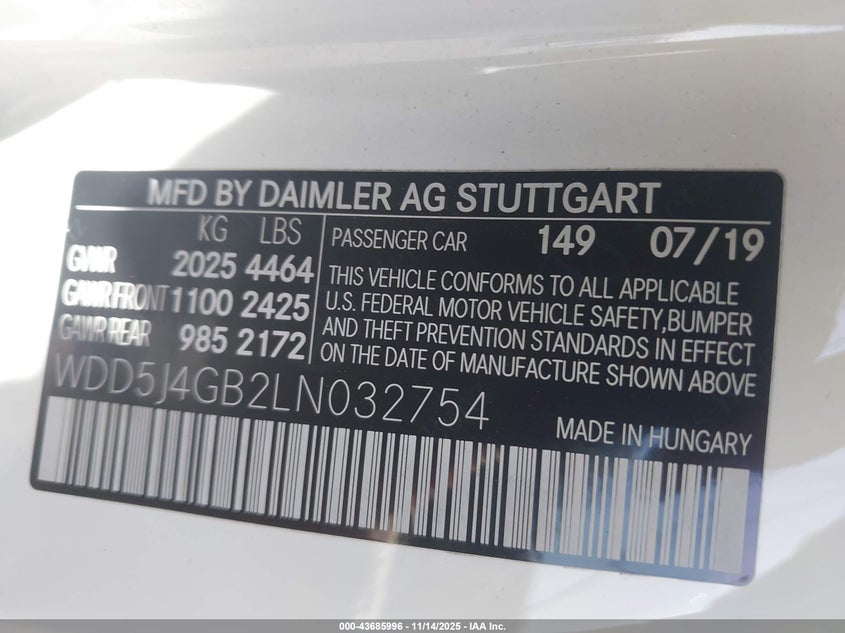 MFD BY DAIMLER AG STUTTGART
KG LBS
GVWR 2025 4464
GAWR FRONT 1100 2425
GAWR REAR 985 2172
PASSENGER CAR 149 07/19
THIS VEHICLE CONFORMS TO ALL APPLICABLE
U.S. FEDERAL MOTOR VEHICLE SAFETY, BUMPER
AND THEFT PREVENTION STANDARDS IN EFFECT
ON THE DATE OF MANUFACTURE SHOWN ABOVE
WDD5J4GB2LN032754
MADE IN HUNGARY
000-43685996 - 11/14/2025 - IAA Inc.